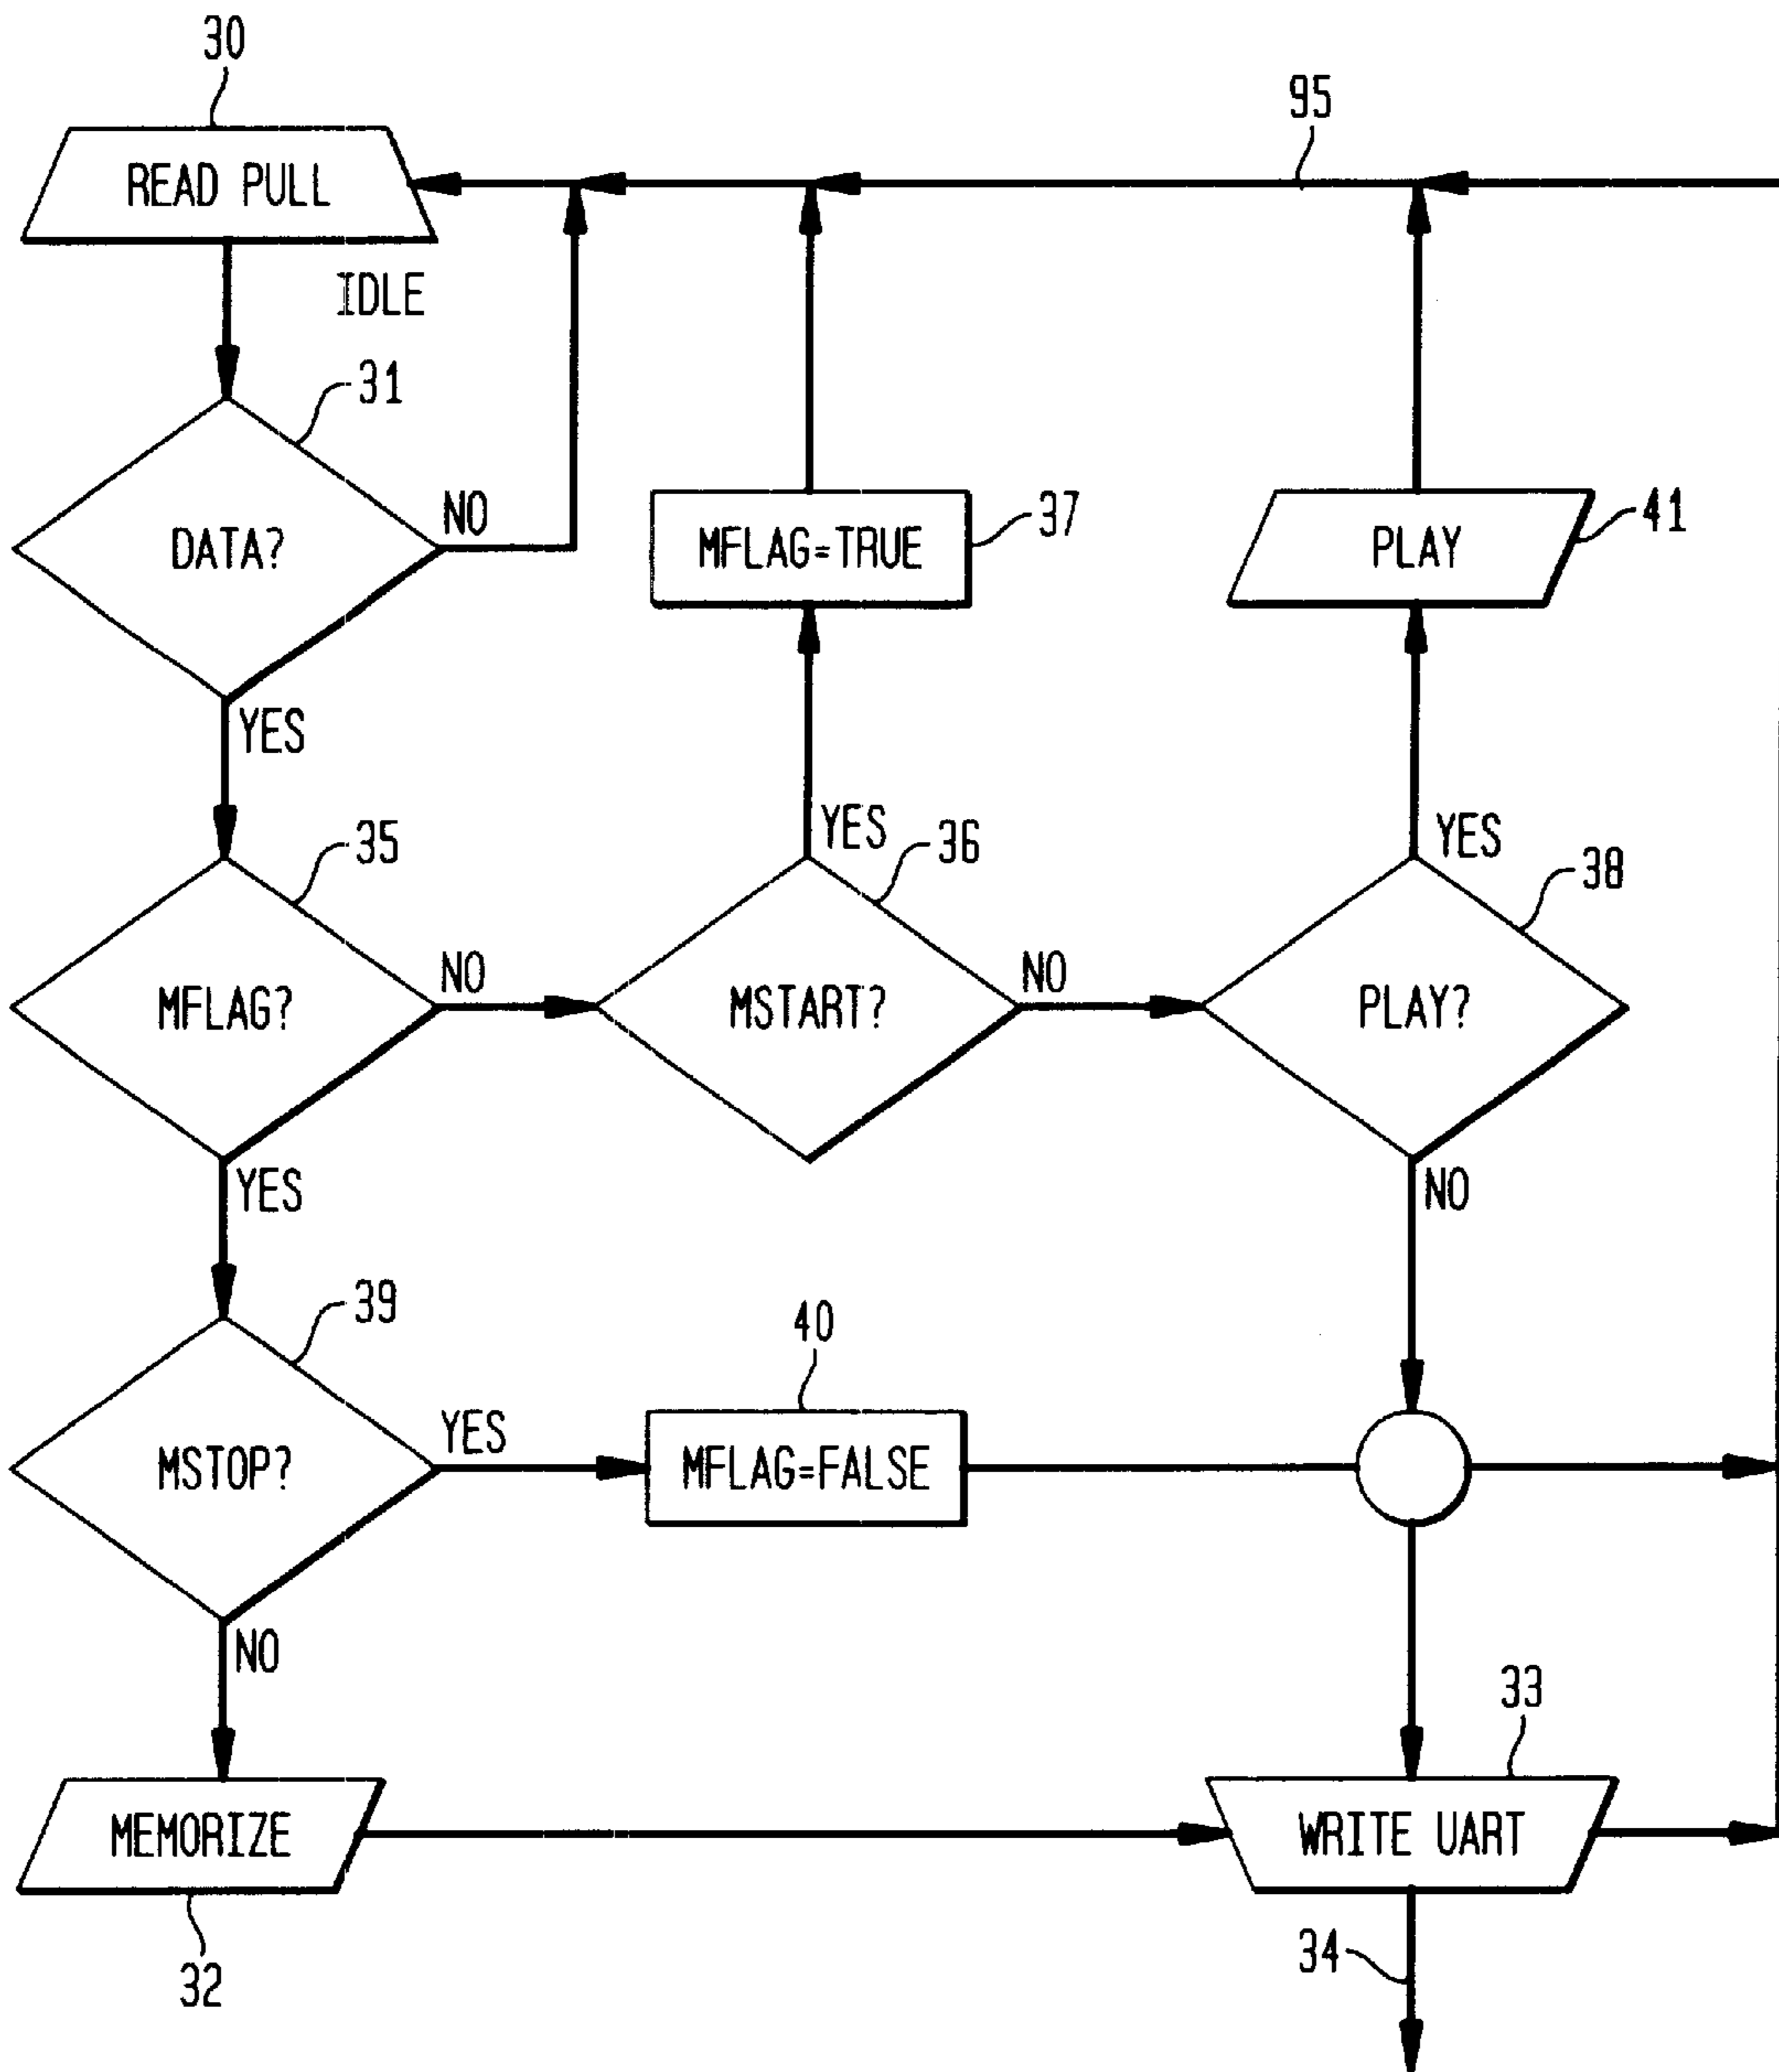 30
95
READ PULL
IDLE
31
DATA?
NO
MFLAG=TRUE
37
PLAY
41
YES
35
YES
36
YES
38
MFLAG?
NO
MSTART?
NO
PLAY?
YES
NO
39
40
MSTOP?
YES
MFLAG=FALSE
NO
33
MEMORIZE
WRITE UART
32
34